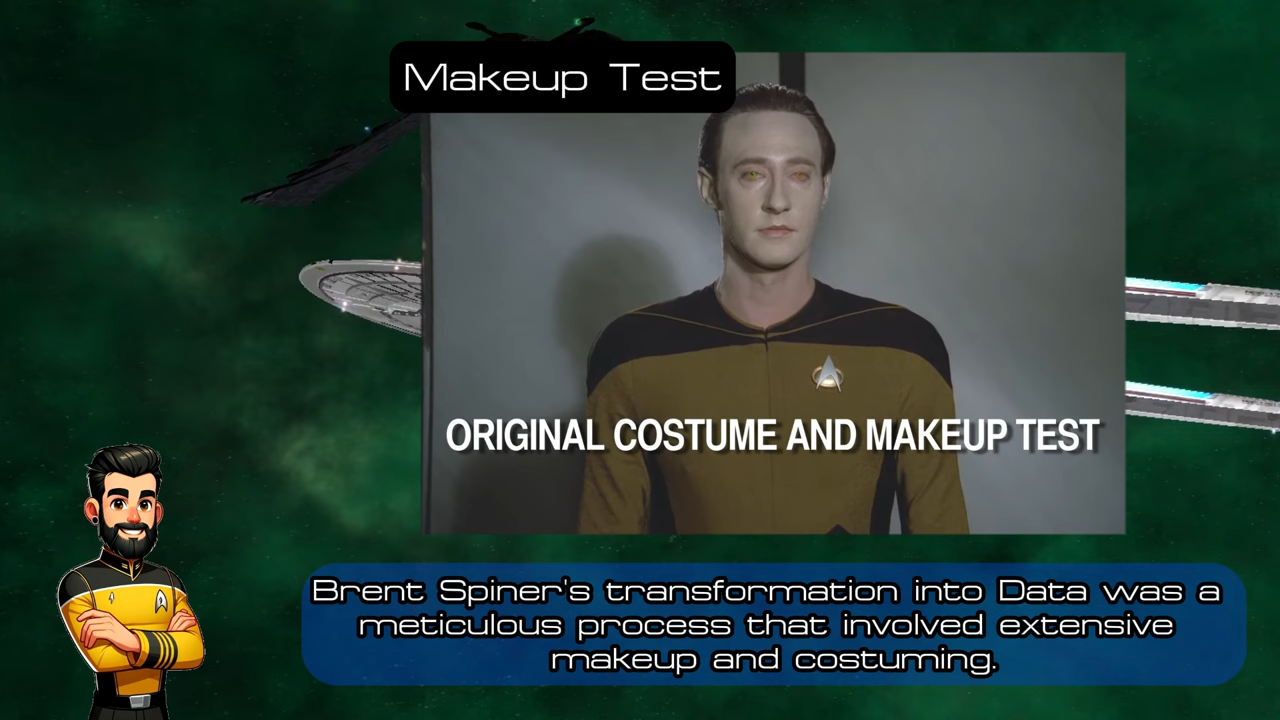 Makeup Test
ORIGINAL COSTUME AND MAKEUP TEST
Brent Spiner's transformation into Data was a
meticulous process that involved extensive
makeup and costuming.